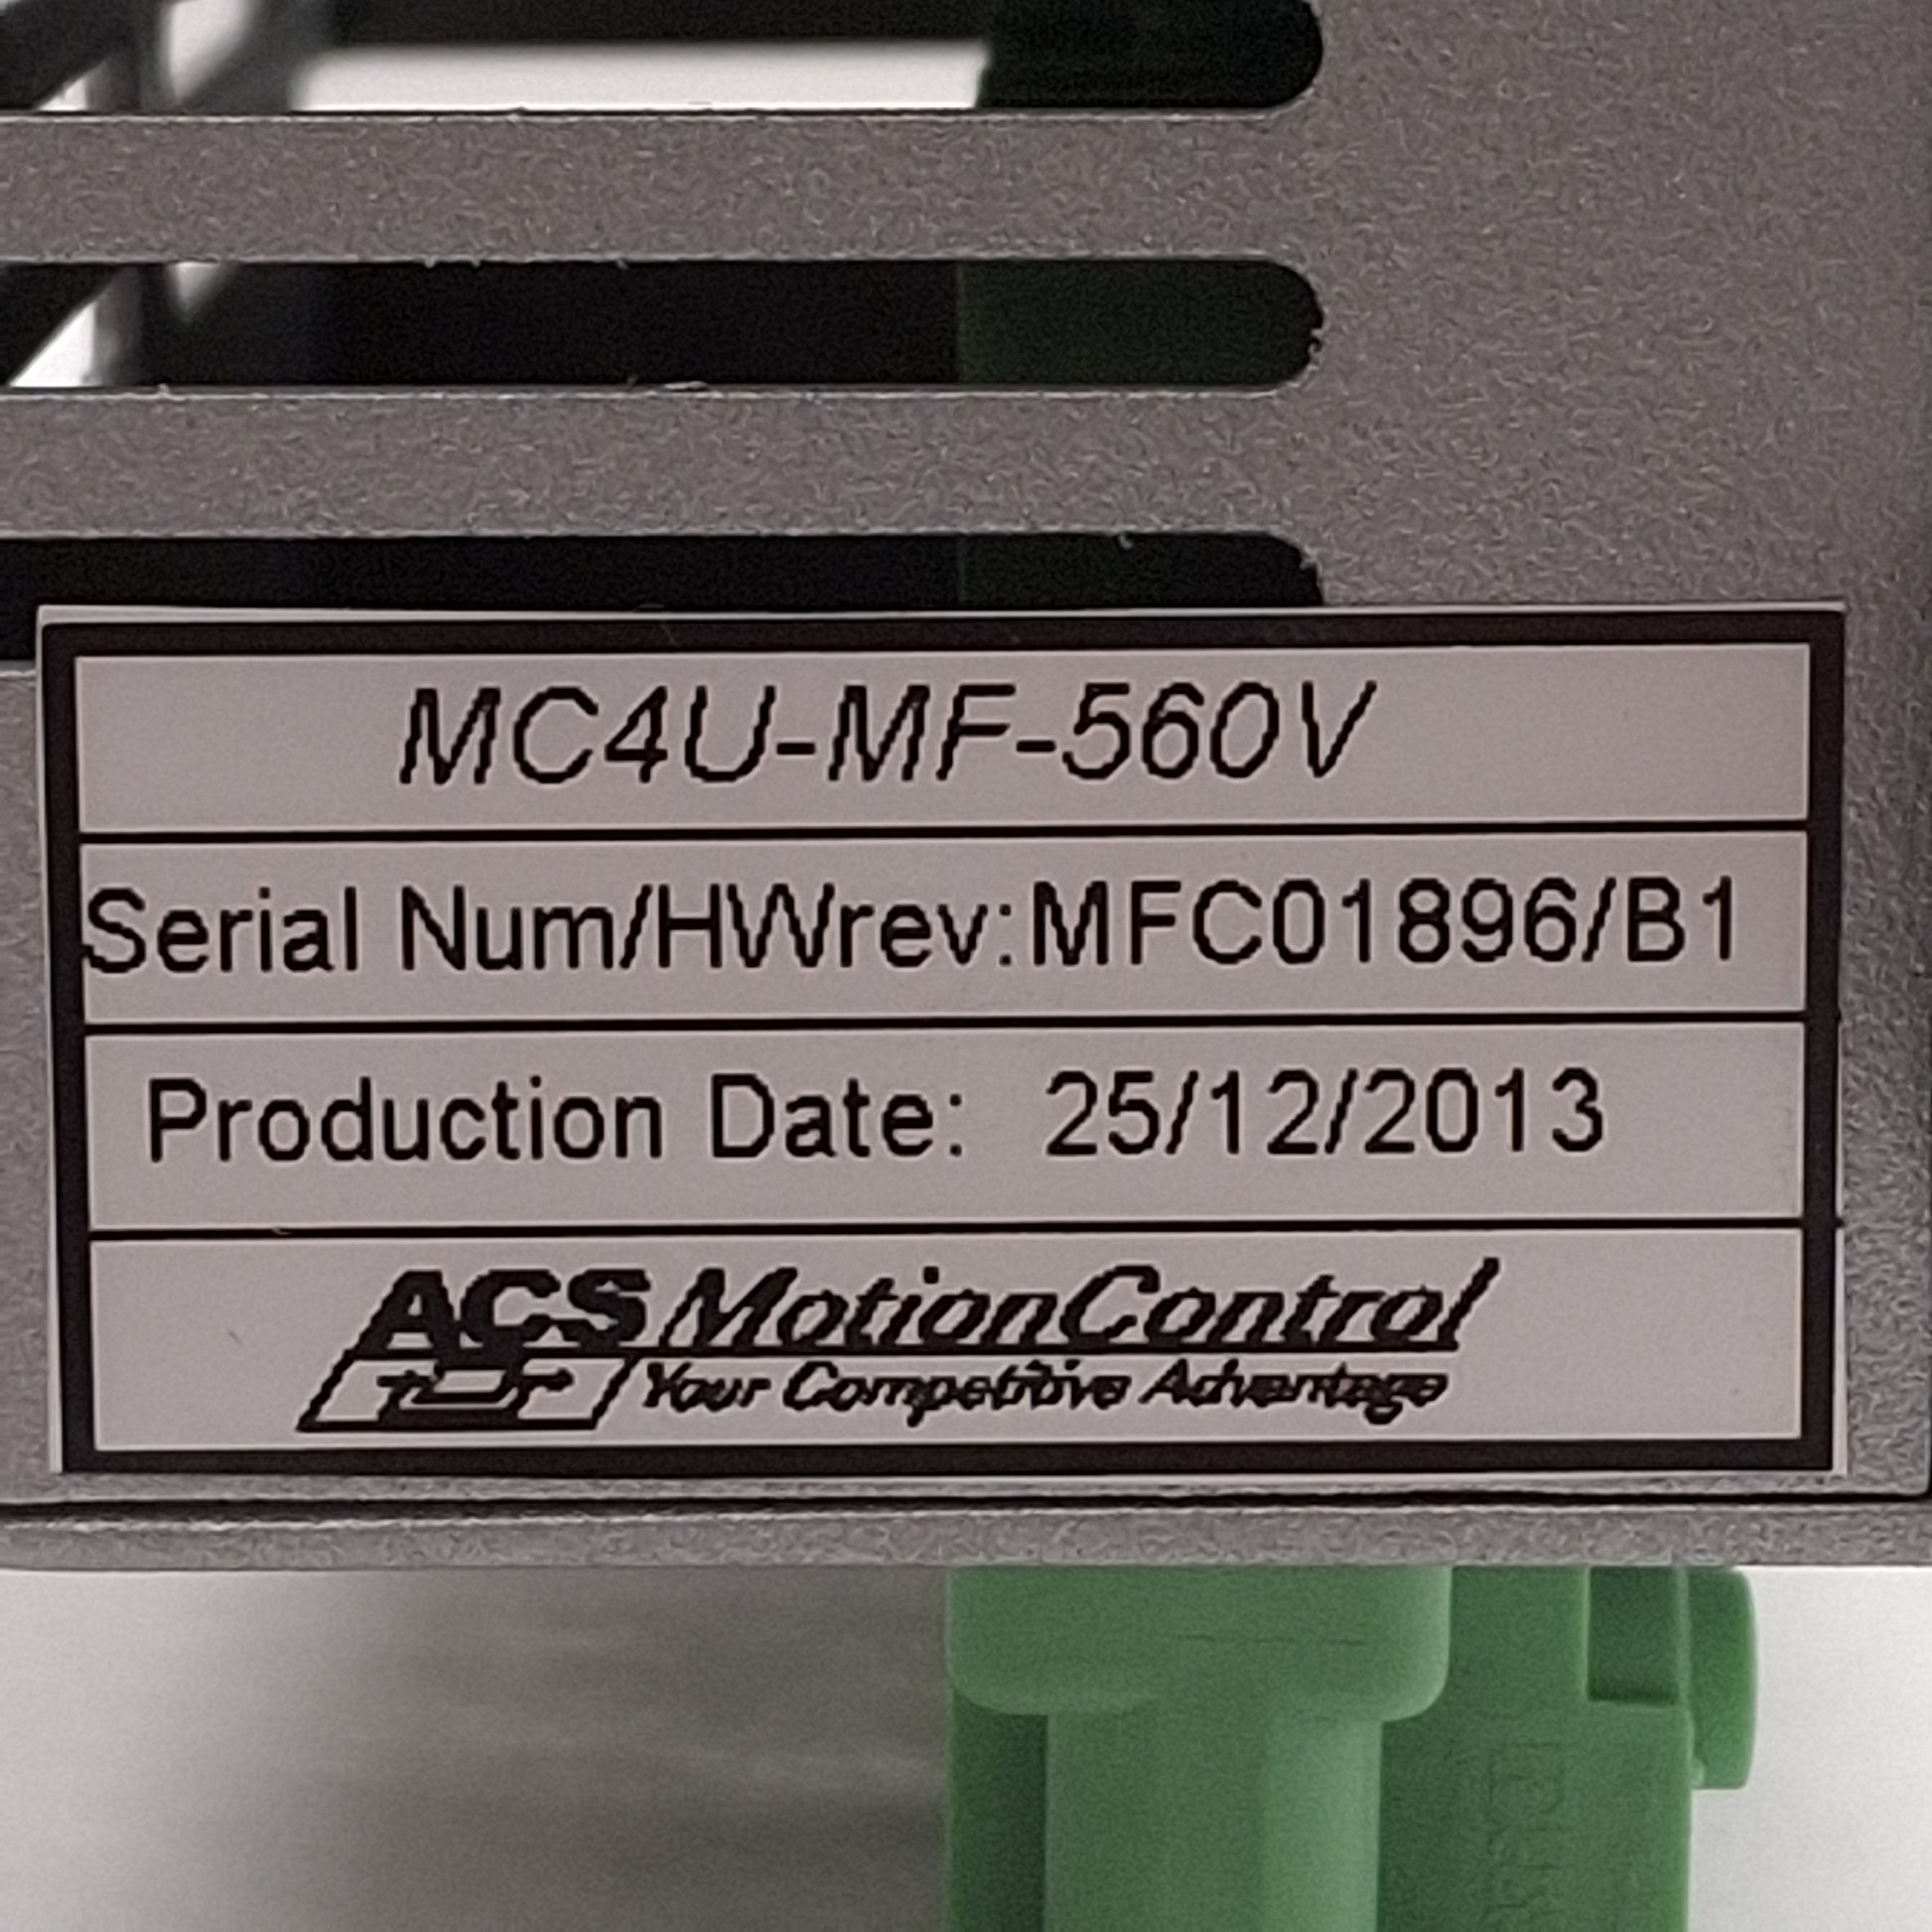 MC4U-MF-560V
Serial Num/HWrev:MFC01896/B1
Production Date: 25/12/2013
ACS MotionControl
Your Competitive Advantage